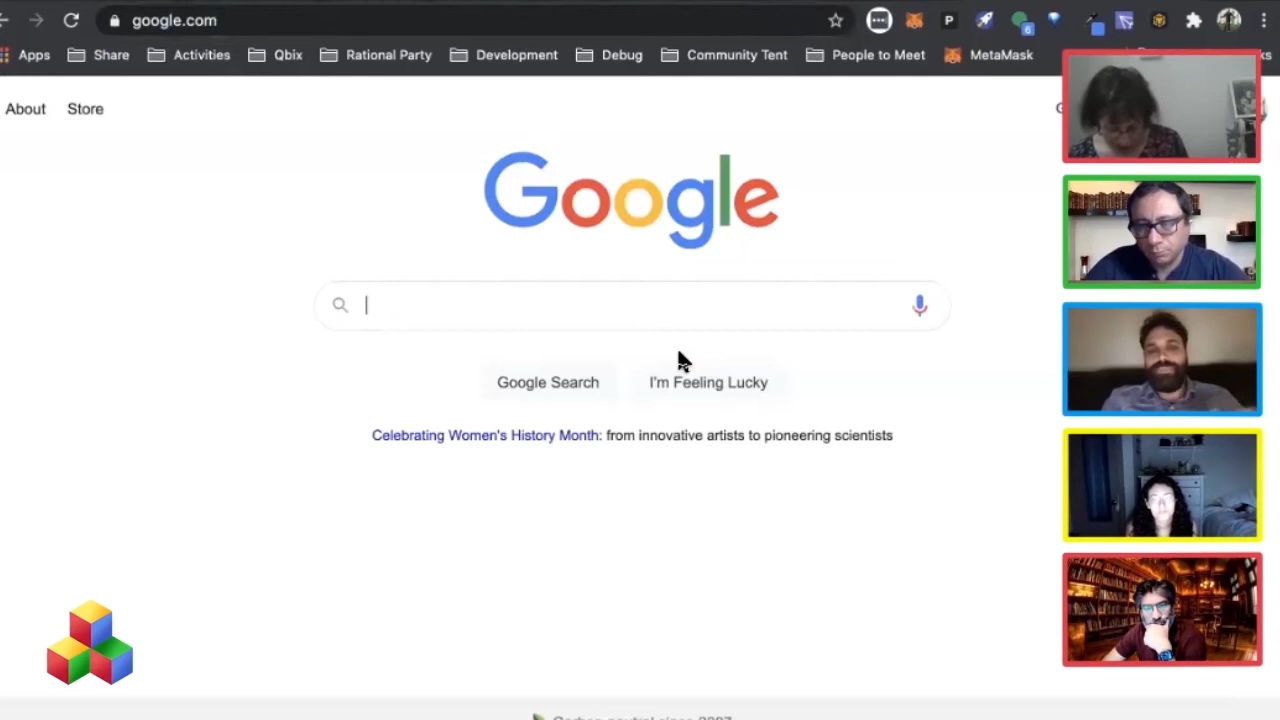 google.com
P
6
Apps Share Activities Qbix Rational Party Development Debug Community Tent People to Meet MetaMask
About Store
Google
Google Search I'm Feeling Lucky
Celebrating Women's History Month: from innovative artists to pioneering scientists